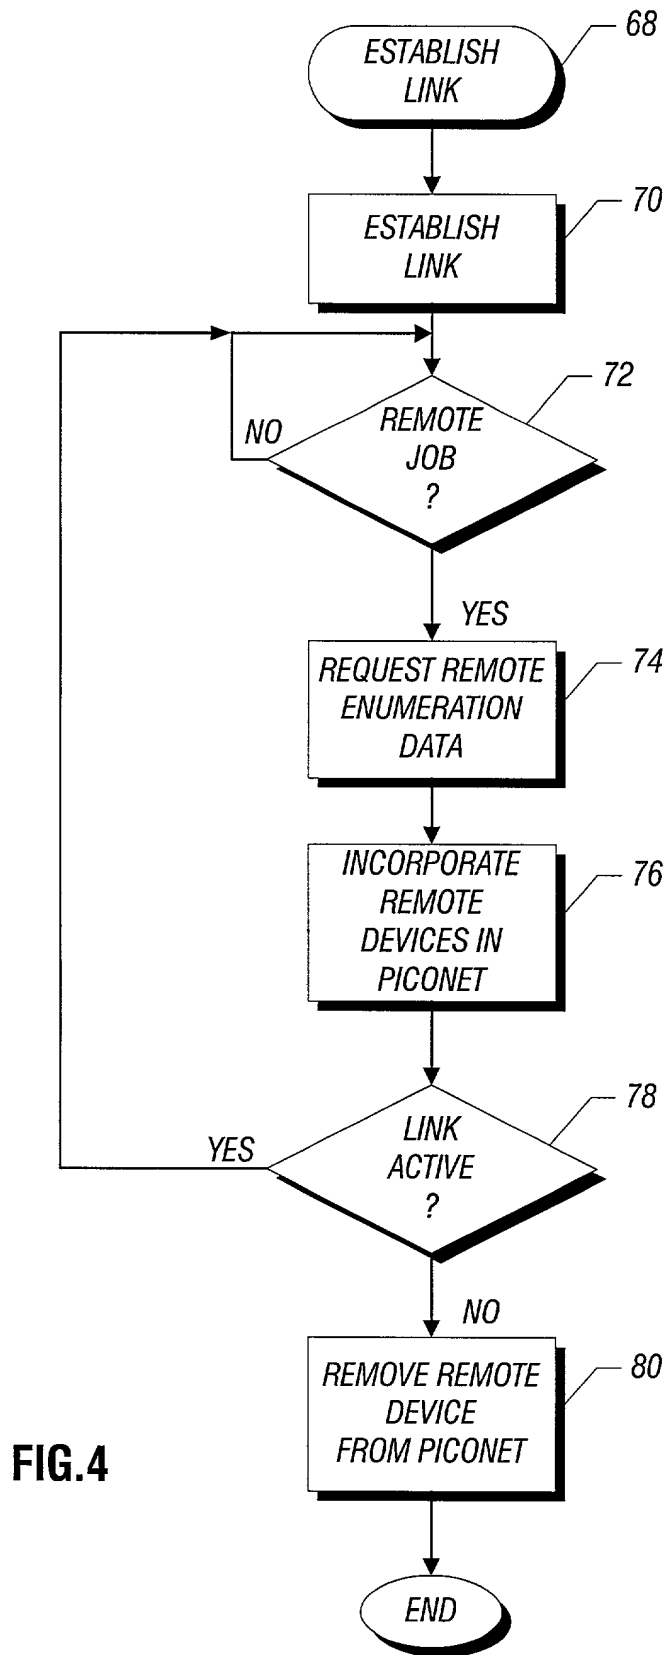 ESTABLISH
LINK
68
ESTABLISH
LINK
70
REMOTE
JOB
?
72
NO
YES
REQUEST REMOTE
ENUMERATION
DATA
74
INCORPORATE
REMOTE
DEVICES IN
PICONET
76
LINK
ACTIVE
?
78
YES
NO
REMOVE REMOTE
DEVICE
FROM PICONET
80
FIG.4
END